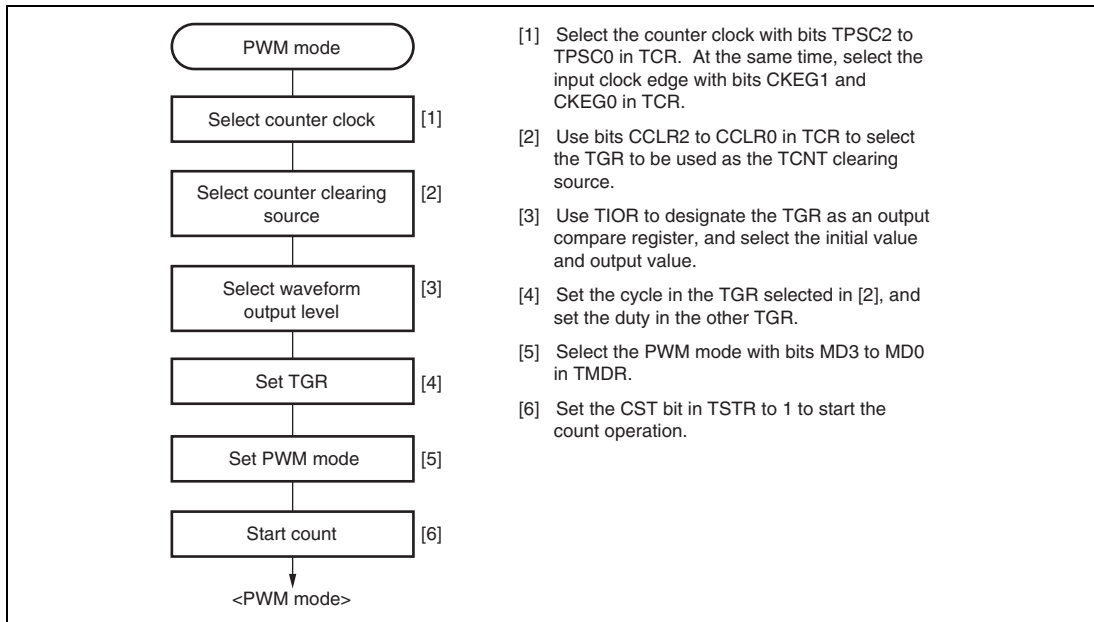 PWM mode
Select counter clock
[1]
Select counter clearing
source
[2]
Select waveform
output level
[3]
Set TGR
[4]
Set PWM mode
[5]
Start count
[6]
<PWM mode>
[1] Select the counter clock with bits TPSC2 to
TPSC0 in TCR. At the same time, select the
input clock edge with bits CKEG1 and
CKEG0 in TCR.
[2] Use bits CCLR2 to CCLR0 in TCR to select
the TGR to be used as the TCNT clearing
source.
[3] Use TIOR to designate the TGR as an output
compare register, and select the initial value
and output value.
[4] Set the cycle in the TGR selected in [2], and
set the duty in the other TGR.
[5] Select the PWM mode with bits MD3 to MD0
in TMDR.
[6] Set the CST bit in TSTR to 1 to start the
count operation.